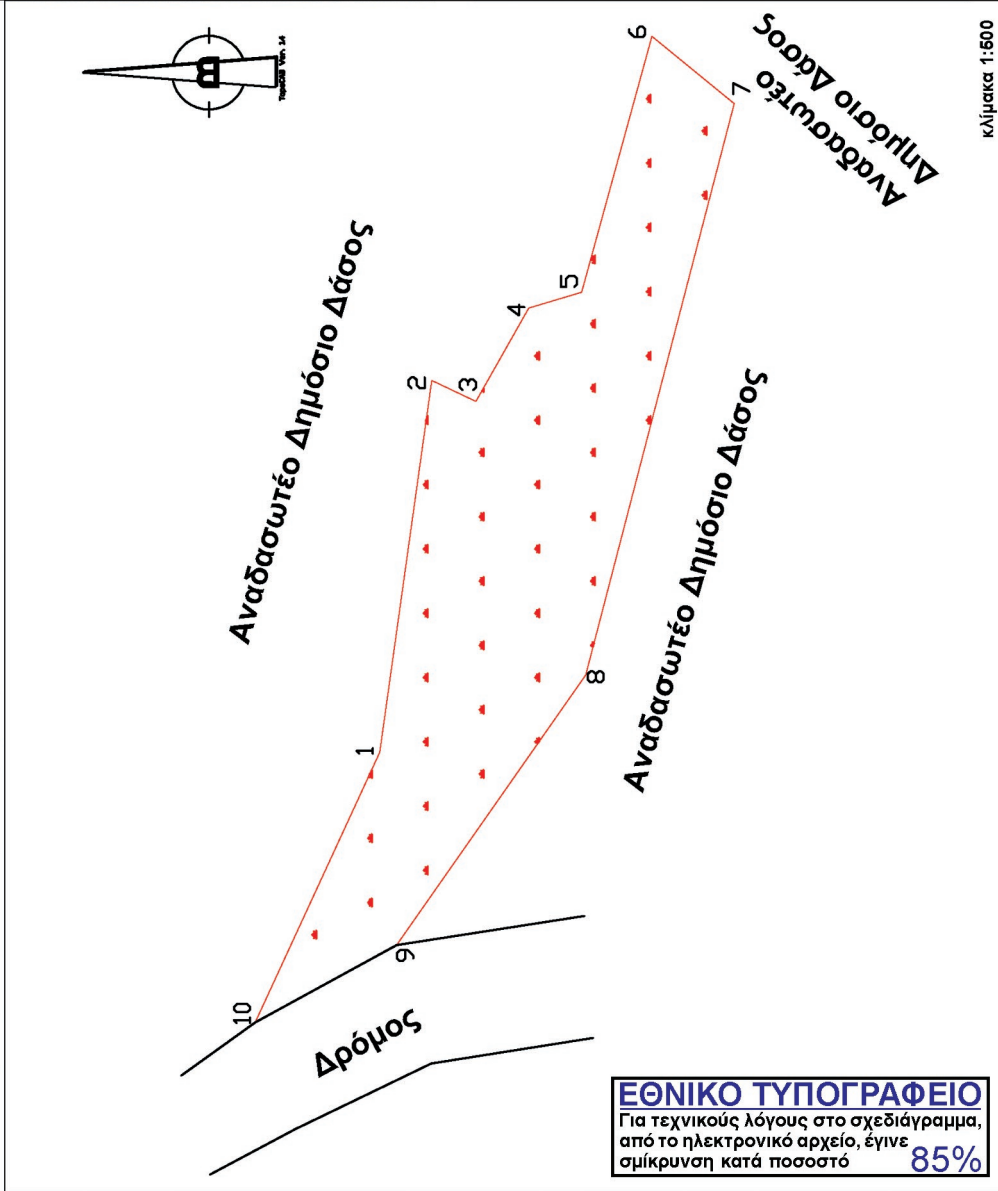 B
Αναδασωτέο Δημόσιο Δάσος
10
1
2
3
4
5
6
7
8
9
Δρόμος
Αναδασωτέο Δημόσιο Δάσος
Αναδασωτέο
Δημόσιο Δάσος
κλίμακα 1:500
ΕΘΝΙΚΟ ΤΥΠΟΓΡΑΦΕΙΟ
Για τεχνικούς λόγους στο σχεδιάγραμμα,
από το ηλεκτρονικό αρχείο, έγινε
σμίκρυνση κατά ποσοστό 85%